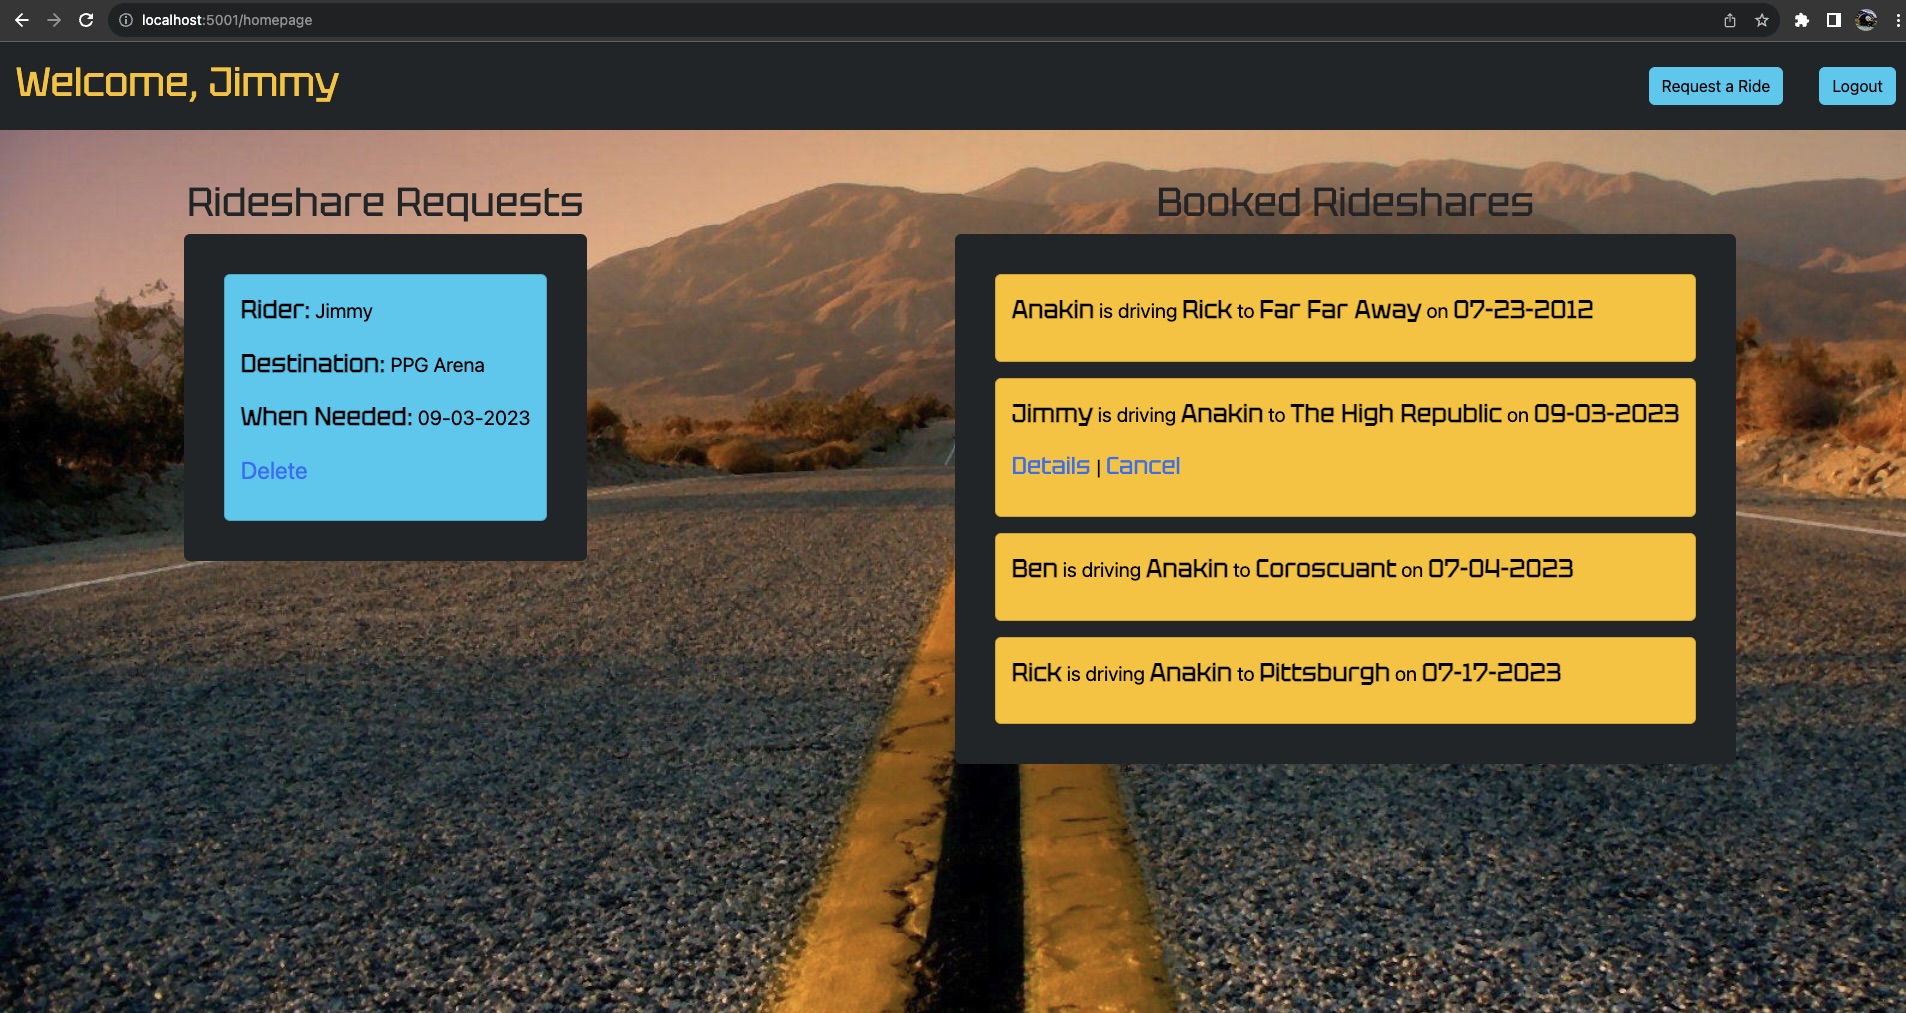 localhost:5001/homepage
Welcome, Jimmy
Request a Ride
Logout
Rideshare Requests
Rider: Jimmy
Destination: PPG Arena
When Needed: 09-03-2023
Delete
Booked Rideshares
Anakin is driving Rick to Far Far Away on 07-23-2012
Jimmy is driving Anakin to The High Republic on 09-03-2023
Details | Cancel
Ben is driving Anakin to Coroscuant on 07-04-2023
Rick is driving Anakin to Pittsburgh on 07-17-2023